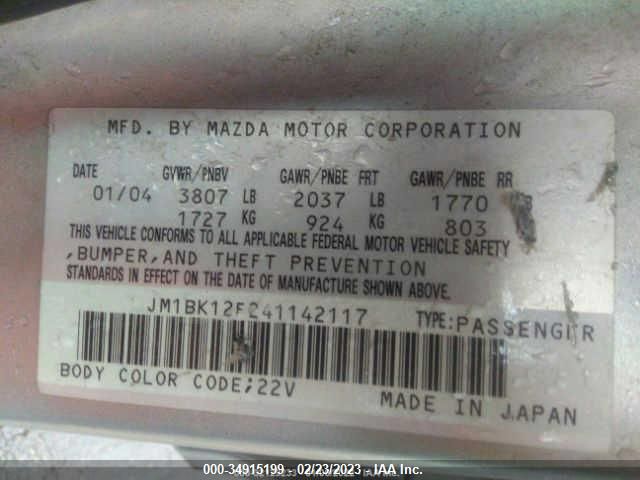 MFD. BY MAZDA MOTOR CORPORATION
DATE GVWR/PNBV GAWR/PNBE FRT GAWR/PNBE RR
01/04 3807 LB 2037 LB 1770
1727 KG 924 KG 803
THIS VEHICLE CONFORMS TO ALL APPLICABLE FEDERAL MOTOR VEHICLE SAFETY
,BUMPER,AND THEFT PREVENTION
STANDARDS IN EFFECT ON THE DATE OF MANUFACTURE SHOWN ABOVE.
JM1BK12F241142117 TYPE:PASSENGER
BODY COLOR CODE;22V
MADE IN JAPAN
000-34915199 - 02/23/2023 - IAA Inc.